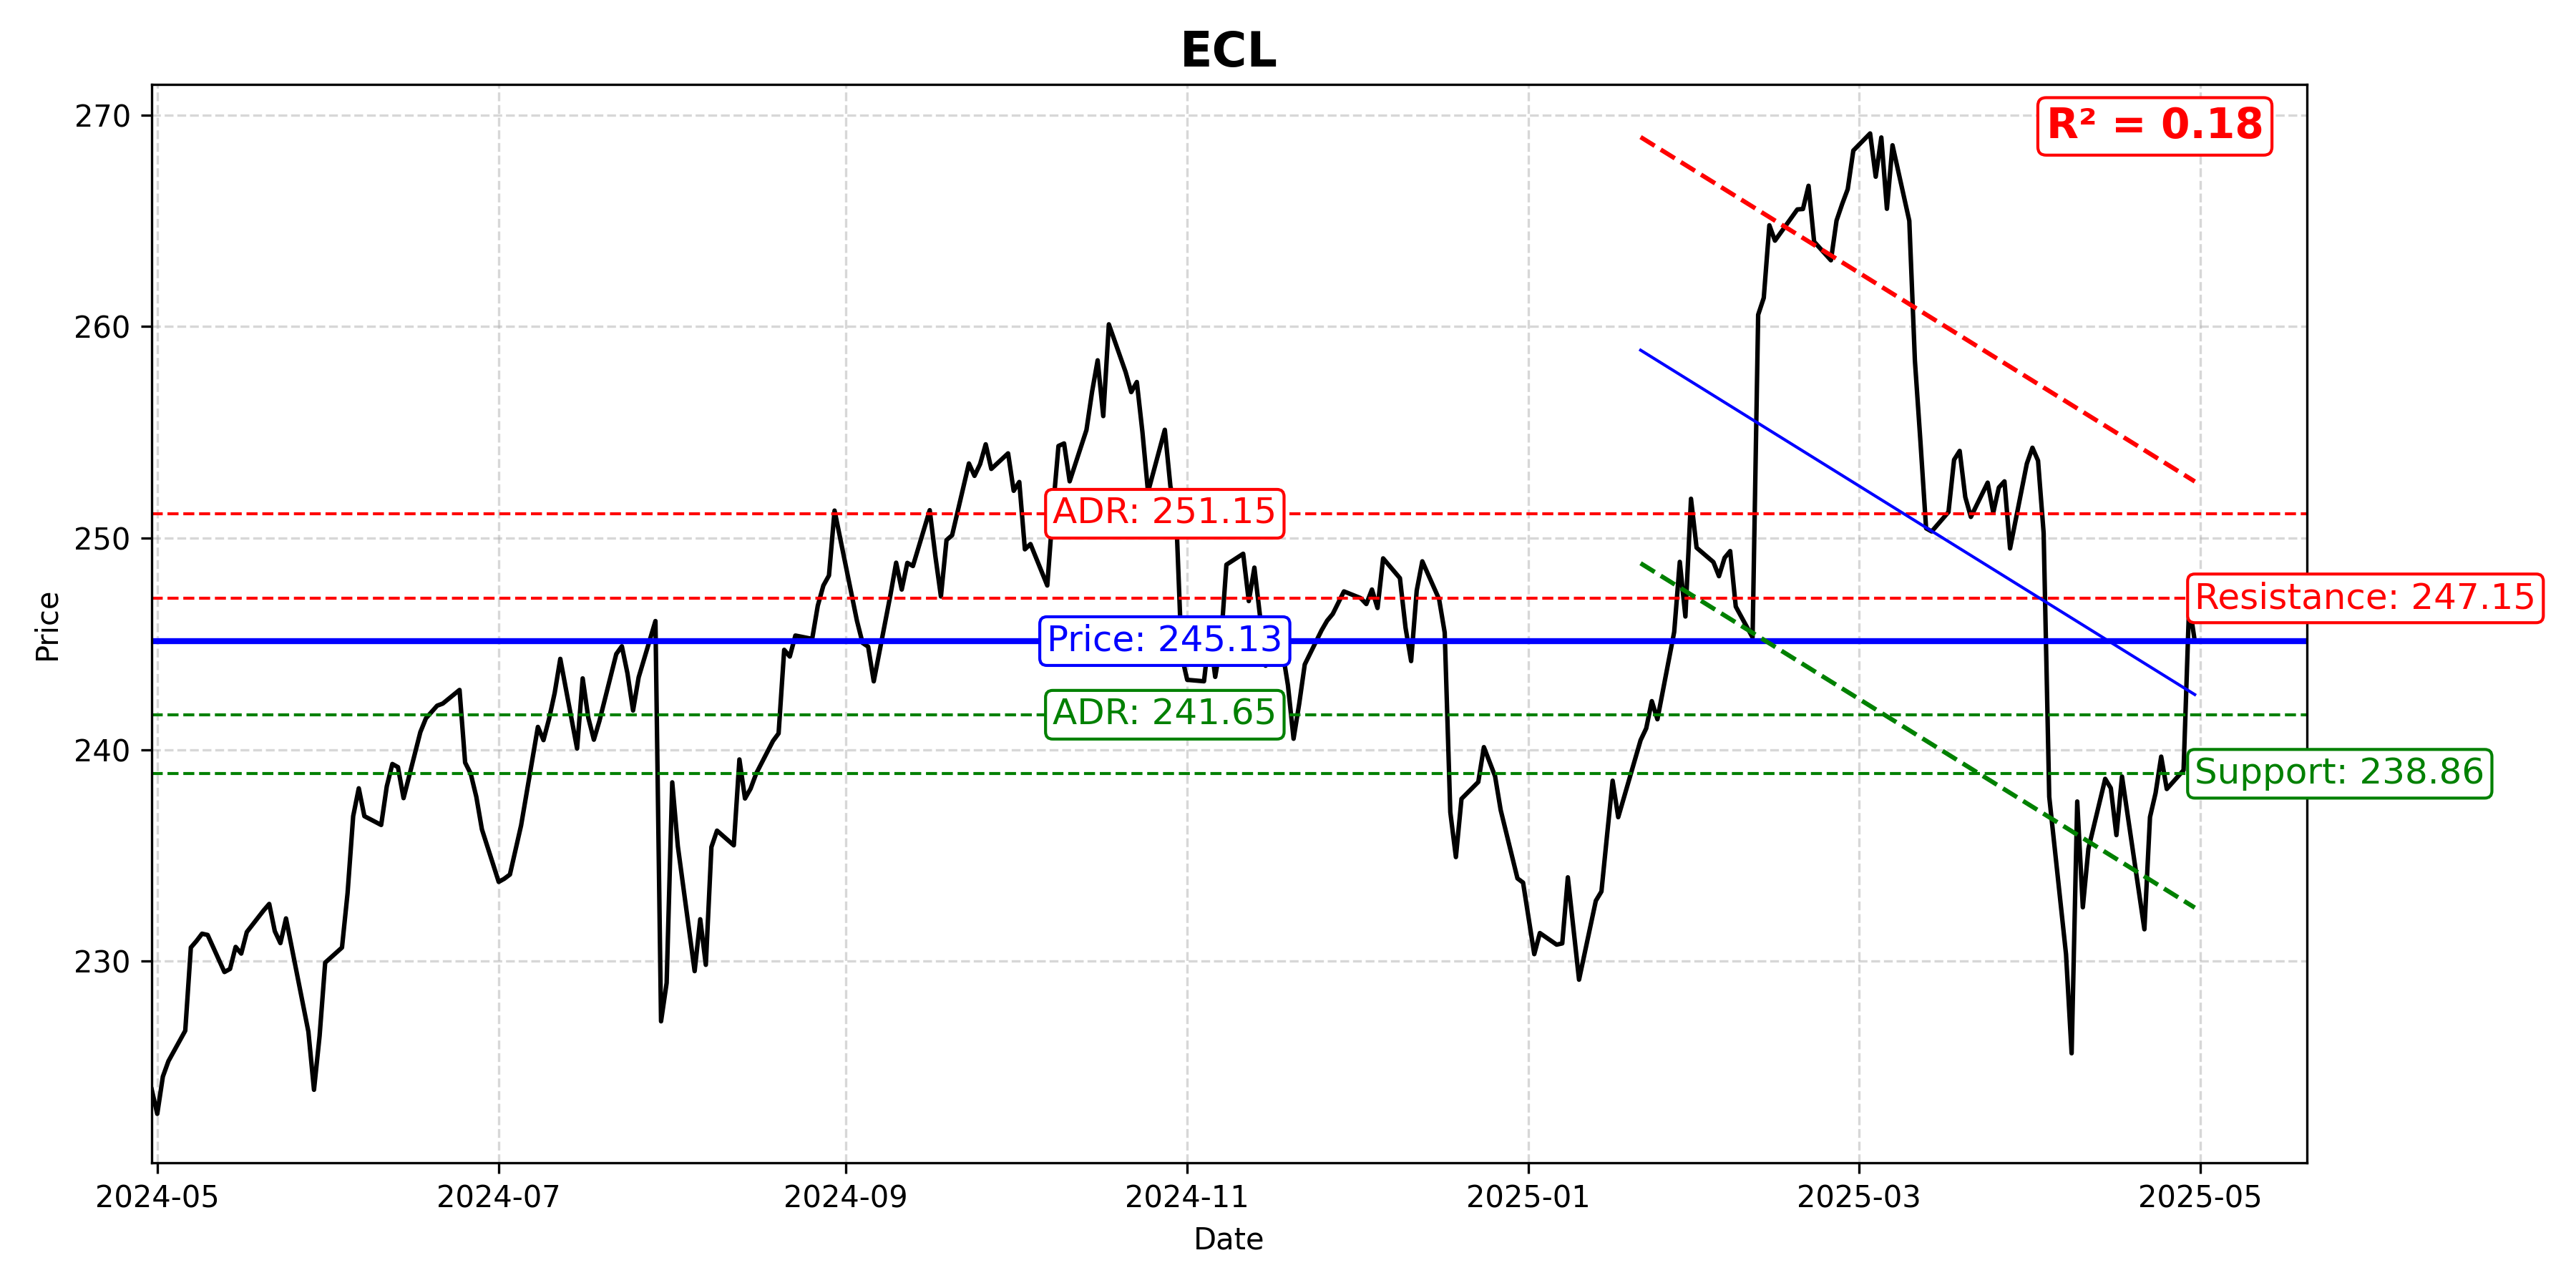 ECL
R² = 0.18
270
260
250
240
230
Price
ADR: 251.15
Resistance: 247.15
Price: 245.13
ADR: 241.65
Support: 238.86
2024-05
2024-07
2024-09
2024-11
2025-01
2025-03
2025-05
Date